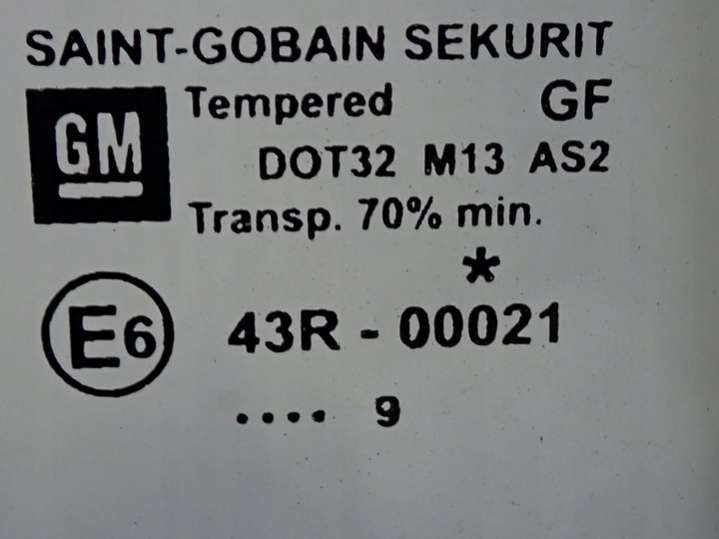 SAINT-GOBAIN SEKURIT
GM Tempered GF
DOT32 M13 AS2
Transp. 70% min.
*
E6 43R - 00021
.... 9